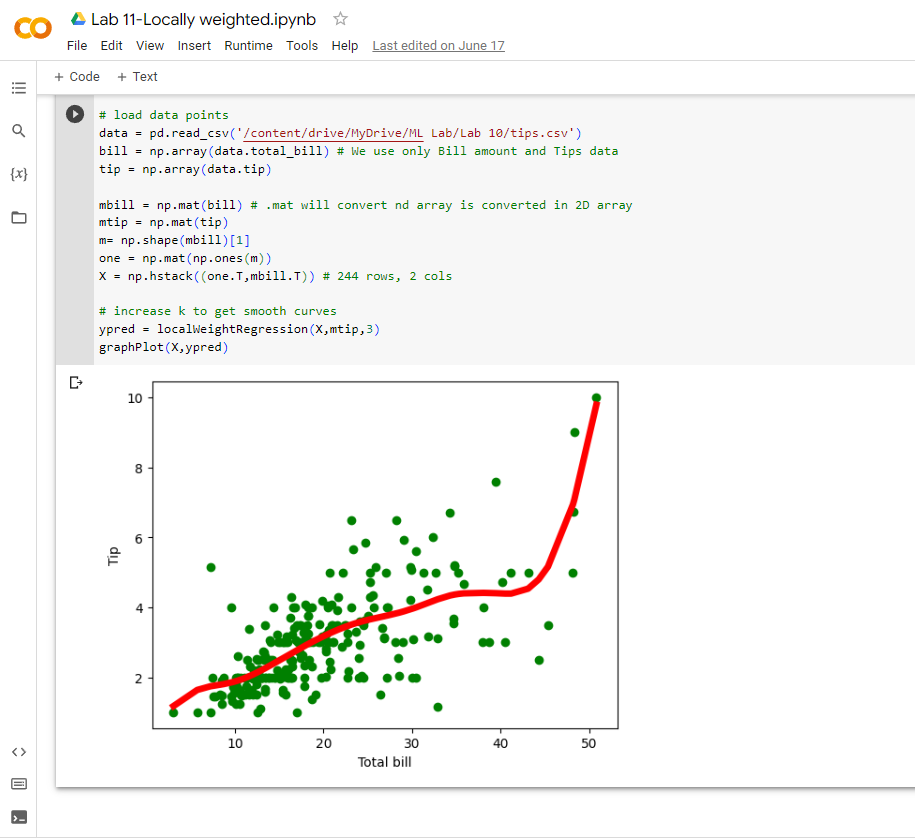 Lab 11-Locally weighted.ipynb
File Edit View Insert Runtime Tools Help Last edited on June 17
+ Code + Text
# load data points
data = pd.read_csv('/content/drive/MyDrive/ML Lab/Lab 10/tips.csv')
bill = np.array(data.total_bill) # We use only Bill amount and Tips data
tip = np.array(data.tip)
mbill = np.mat(bill) # .mat will convert nd array is converted in 2D array
mtip = np.mat(tip)
m= np.shape(mbill)[1]
one = np.mat(np.ones(m))
X = np.hstack((one.T,mbill.T)) # 244 rows, 2 cols
# increase k to get smooth curves
ypred = localWeightRegression(X,mtip,3)
graphPlot(X,ypred)
10
8
6
4
2
Tip
10 20 30 40 50
Total bill